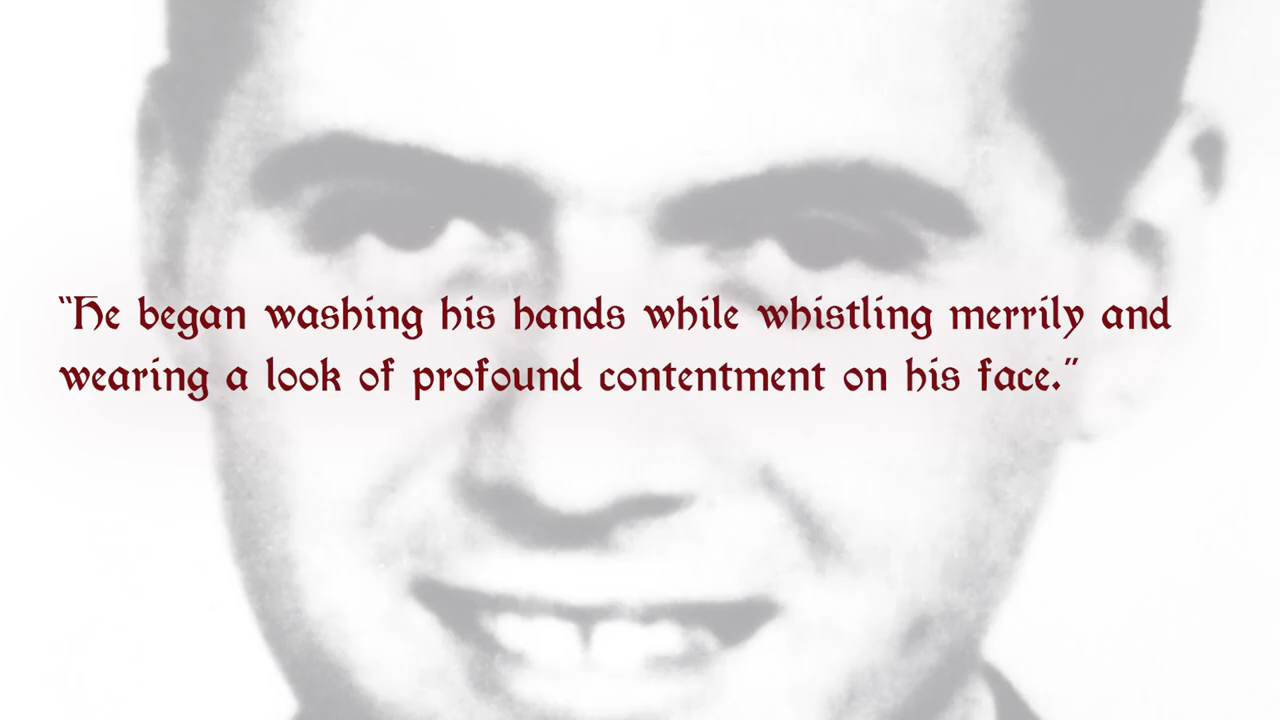 “He began washing his hands while whistling merrily and
wearing a look of profound contentment on his face.”